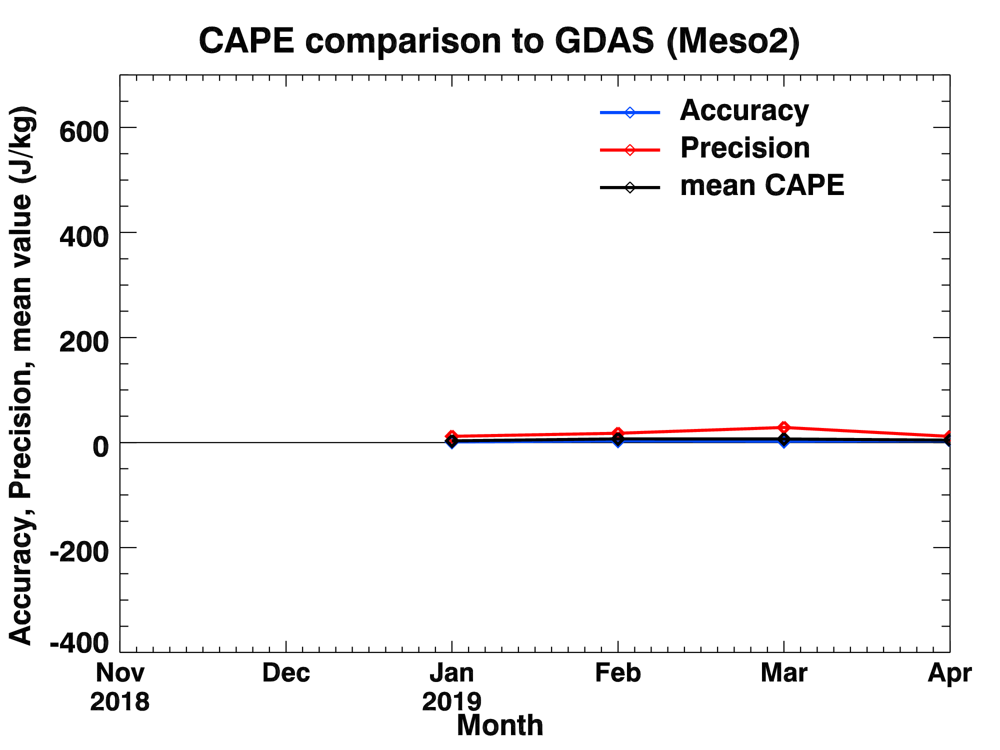 CAPE comparison to GDAS (Meso2)
Accuracy, Precision, mean value (J/kg)
600
400
200
0
-200
-400
Accuracy
Precision
mean CAPE
Nov Dec Jan Feb Mar Apr
2018 2019
Month